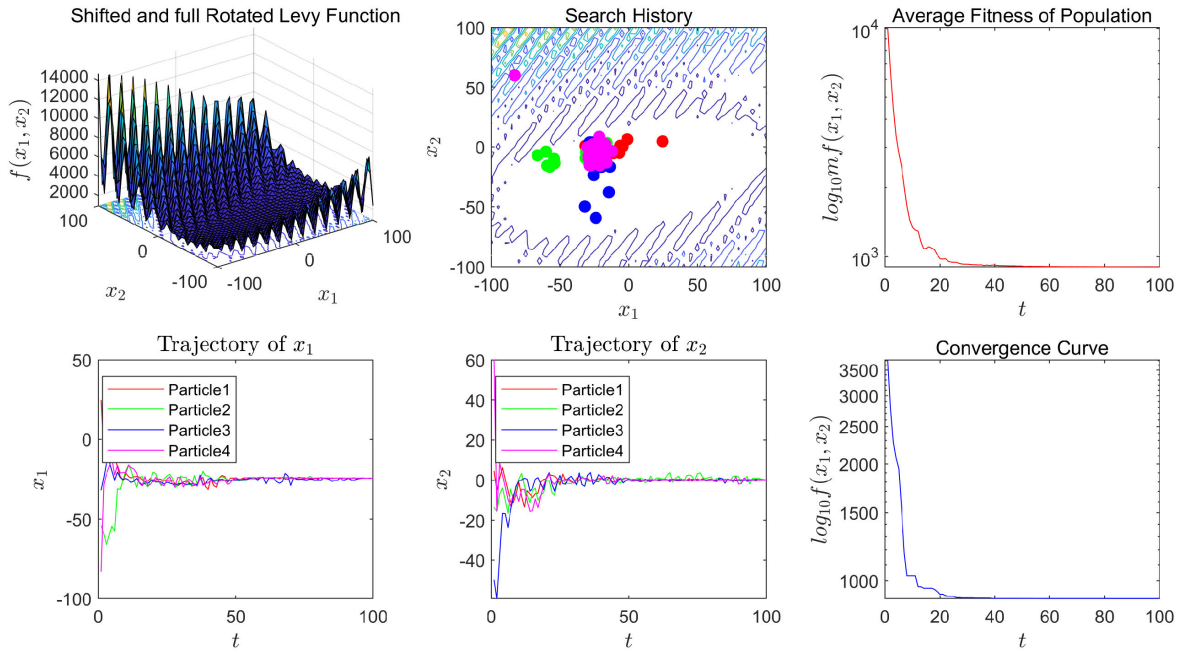 Shifted and full Rotated Levy Function
14000
12000
10000
8000
6000
4000
2000
f(x1, x2)
100
0
-100
x2
-100
0
100
x1
Search History
100
50
0
-50
-100
x2
-100
-50
0
50
100
x1
Average Fitness of Population
10^4
10^3
log10mf(x1, x2)
0
20
40
60
80
100
t
Trajectory of x1
50
0
-50
-100
x1
Particle1
Particle2
Particle3
Particle4
0
50
100
t
Trajectory of x2
60
40
20
0
-20
-40
x2
Particle1
Particle2
Particle3
Particle4
0
50
100
t
Convergence Curve
3500
3000
2500
2000
1500
1000
log10f(x1, x2)
0
20
40
60
80
100
t